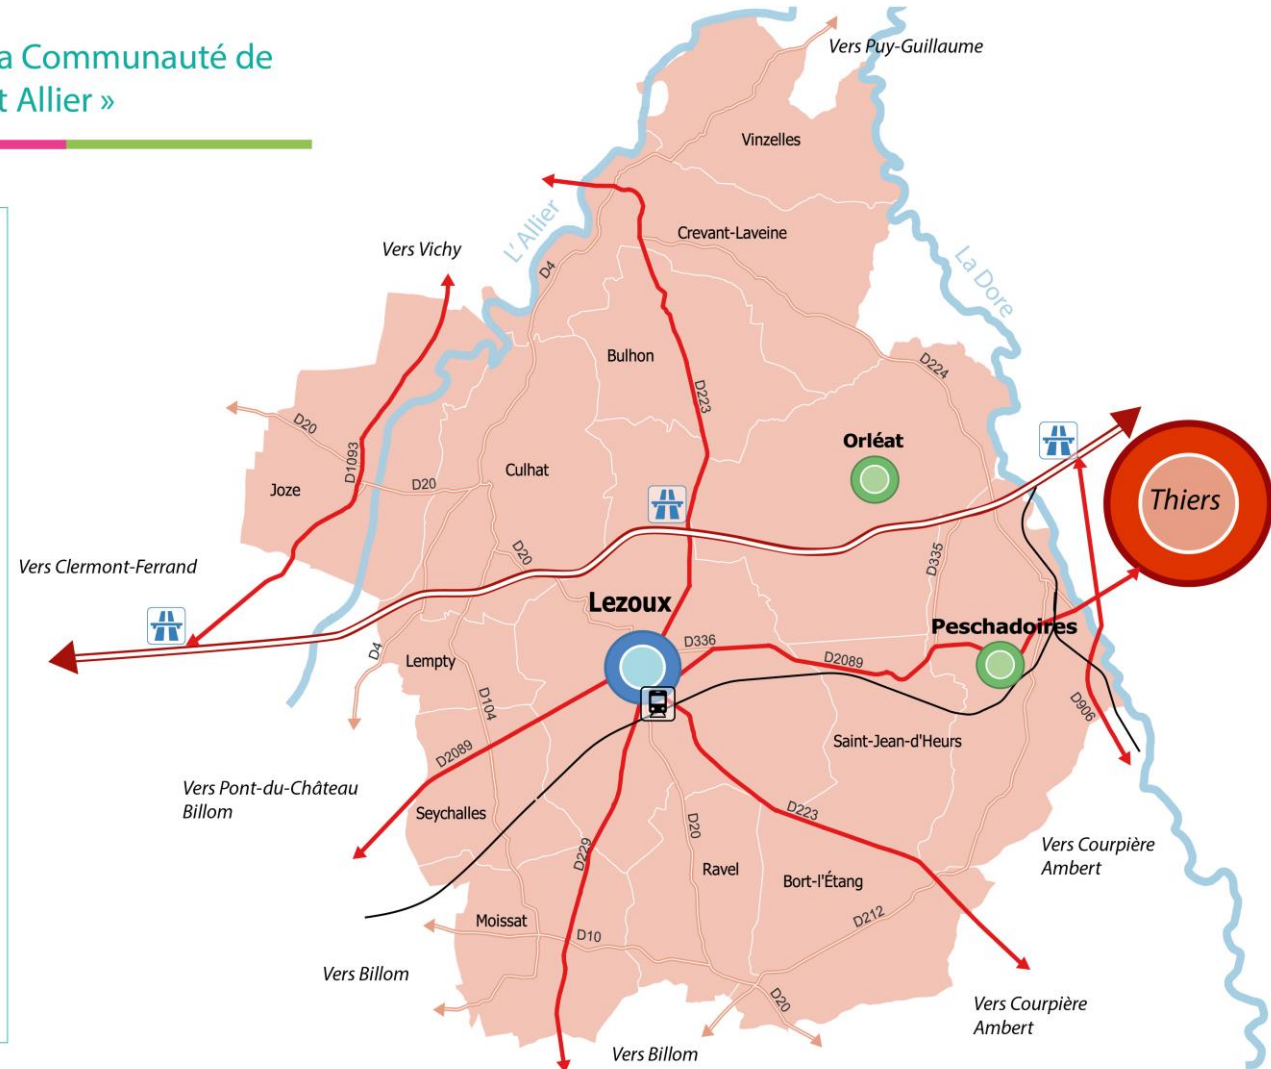 a Communauté de
t Allier »
Vers Puy-Guillaume
Vinzelles
L'Allier
Crevant-Laveine
Vers Vichy
La Dore
D4
Bulhon
D224
D223
D20
Orléat
D1093
Culhat
D20
Joze
Thiers
D20
D335
Vers Clermont-Ferrand
Lezoux
Peschadoires
D336
D4
Lempty
D2089
D104
D906
Saint-Jean-d'Heurs
D2089
Vers Pont-du-Château
Billom
Seychalles
D223
D20
D229
Vers Courpière
Ambert
Ravel
Bort-l'Étang
Moissat
D212
D10
Vers Billom
D20
Vers Courpière
Ambert
Vers Billom